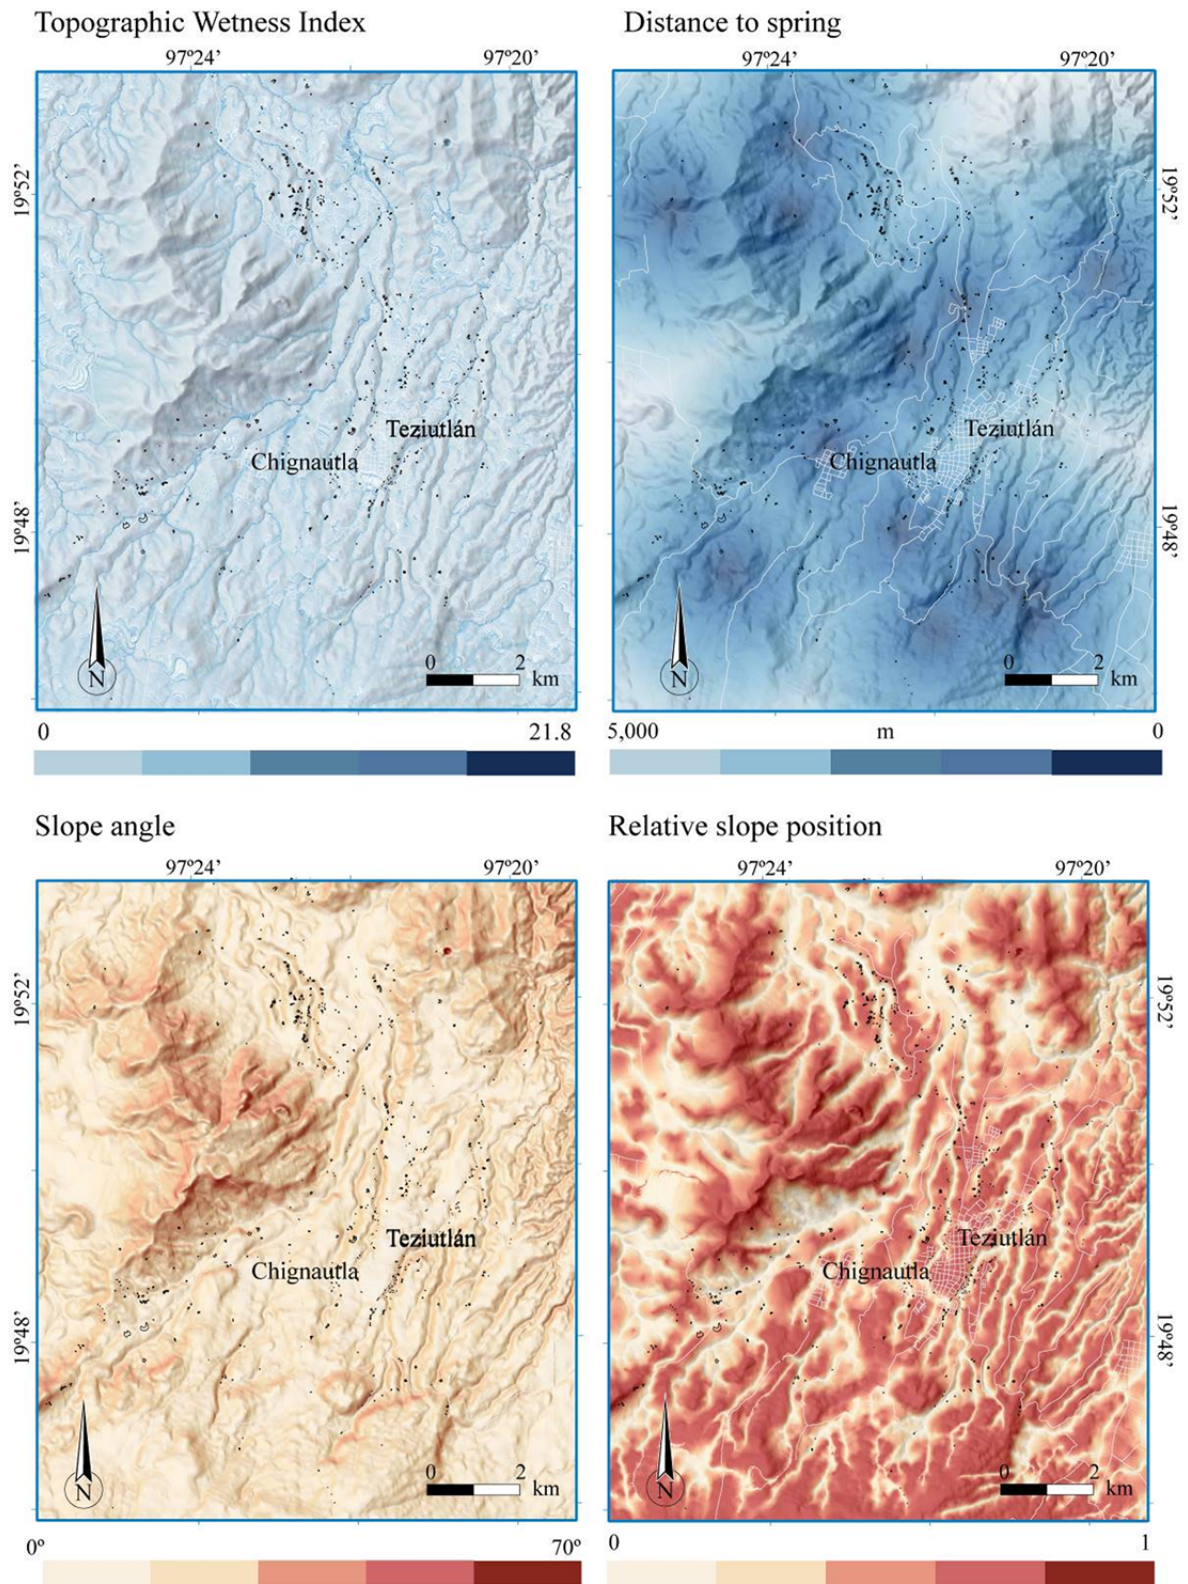 Topographic Wetness Index
Distance to spring
97º24’ 97º20’
97º24’ 97º20’
19º52’
19º52’
Teziutlán
Chignautla
Teziutlán
Chignautla
19º48’
19º48’
N
0 2
km
N
0 2
km
0 21.8
5,000 m 0
Slope angle
Relative slope position
97º24’ 97º20’
97º24’ 97º20’
19º52’
19º52’
Teziutlán
Chignautla
Teziutlán
Chignautla
19º48’
19º48’
N
0 2
km
N
0 2
km
0º 70º
0 1